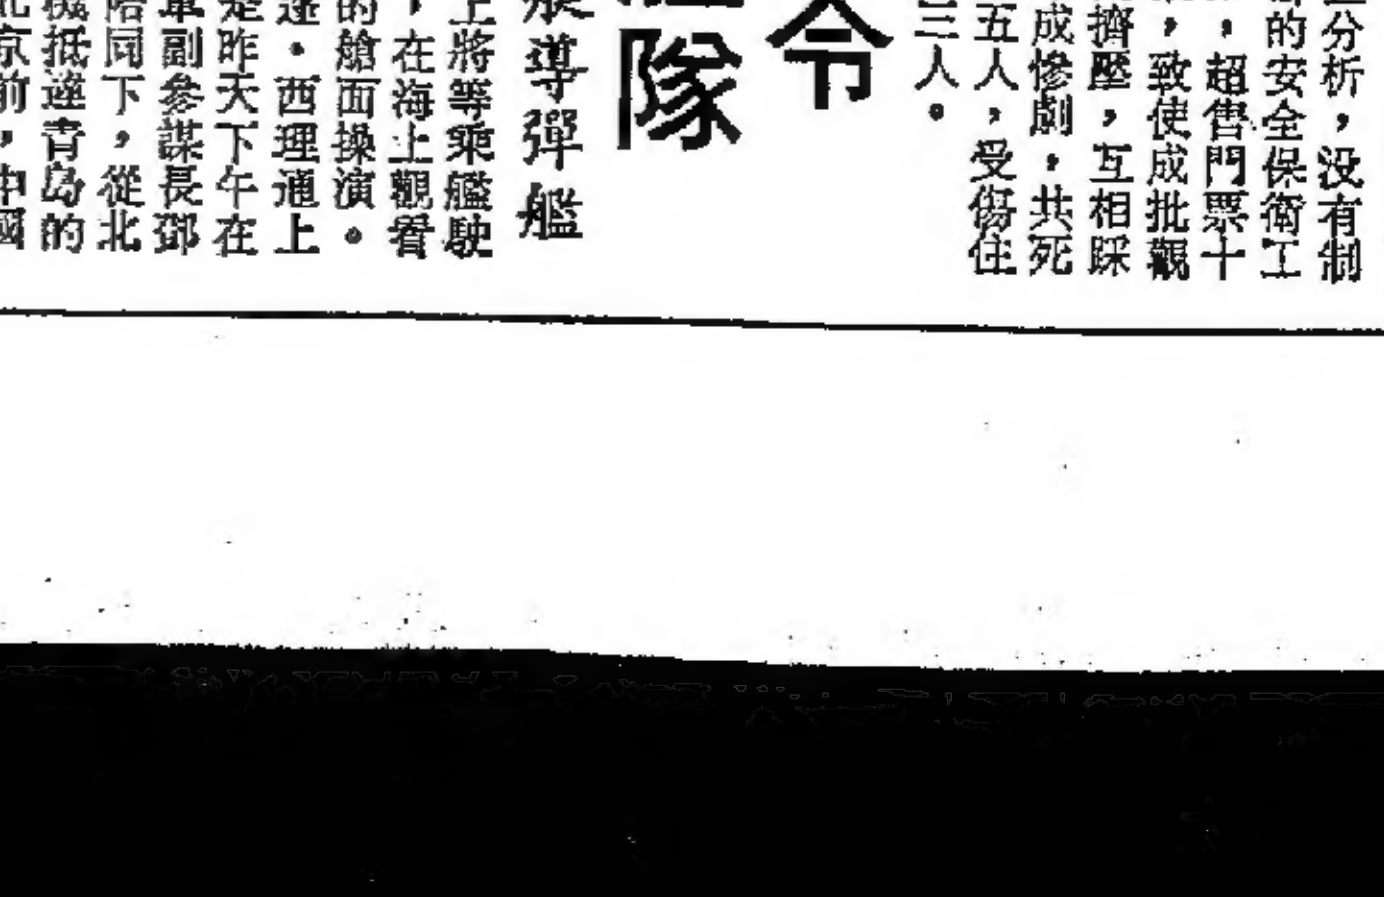 分析，没有制
的安全保衛工
，超售門票十
，致使成批觀
擠壓，互相踩
成慘劇，共死
五人，受傷住
三人。
令
隊
導彈艦
上將等乘艦駛
，在海上觀看
的艙面操演。
逢。西理通上
是昨天下午在
軍副參謀長鄧
陪同下，從北
機抵達青島的
京前，中國